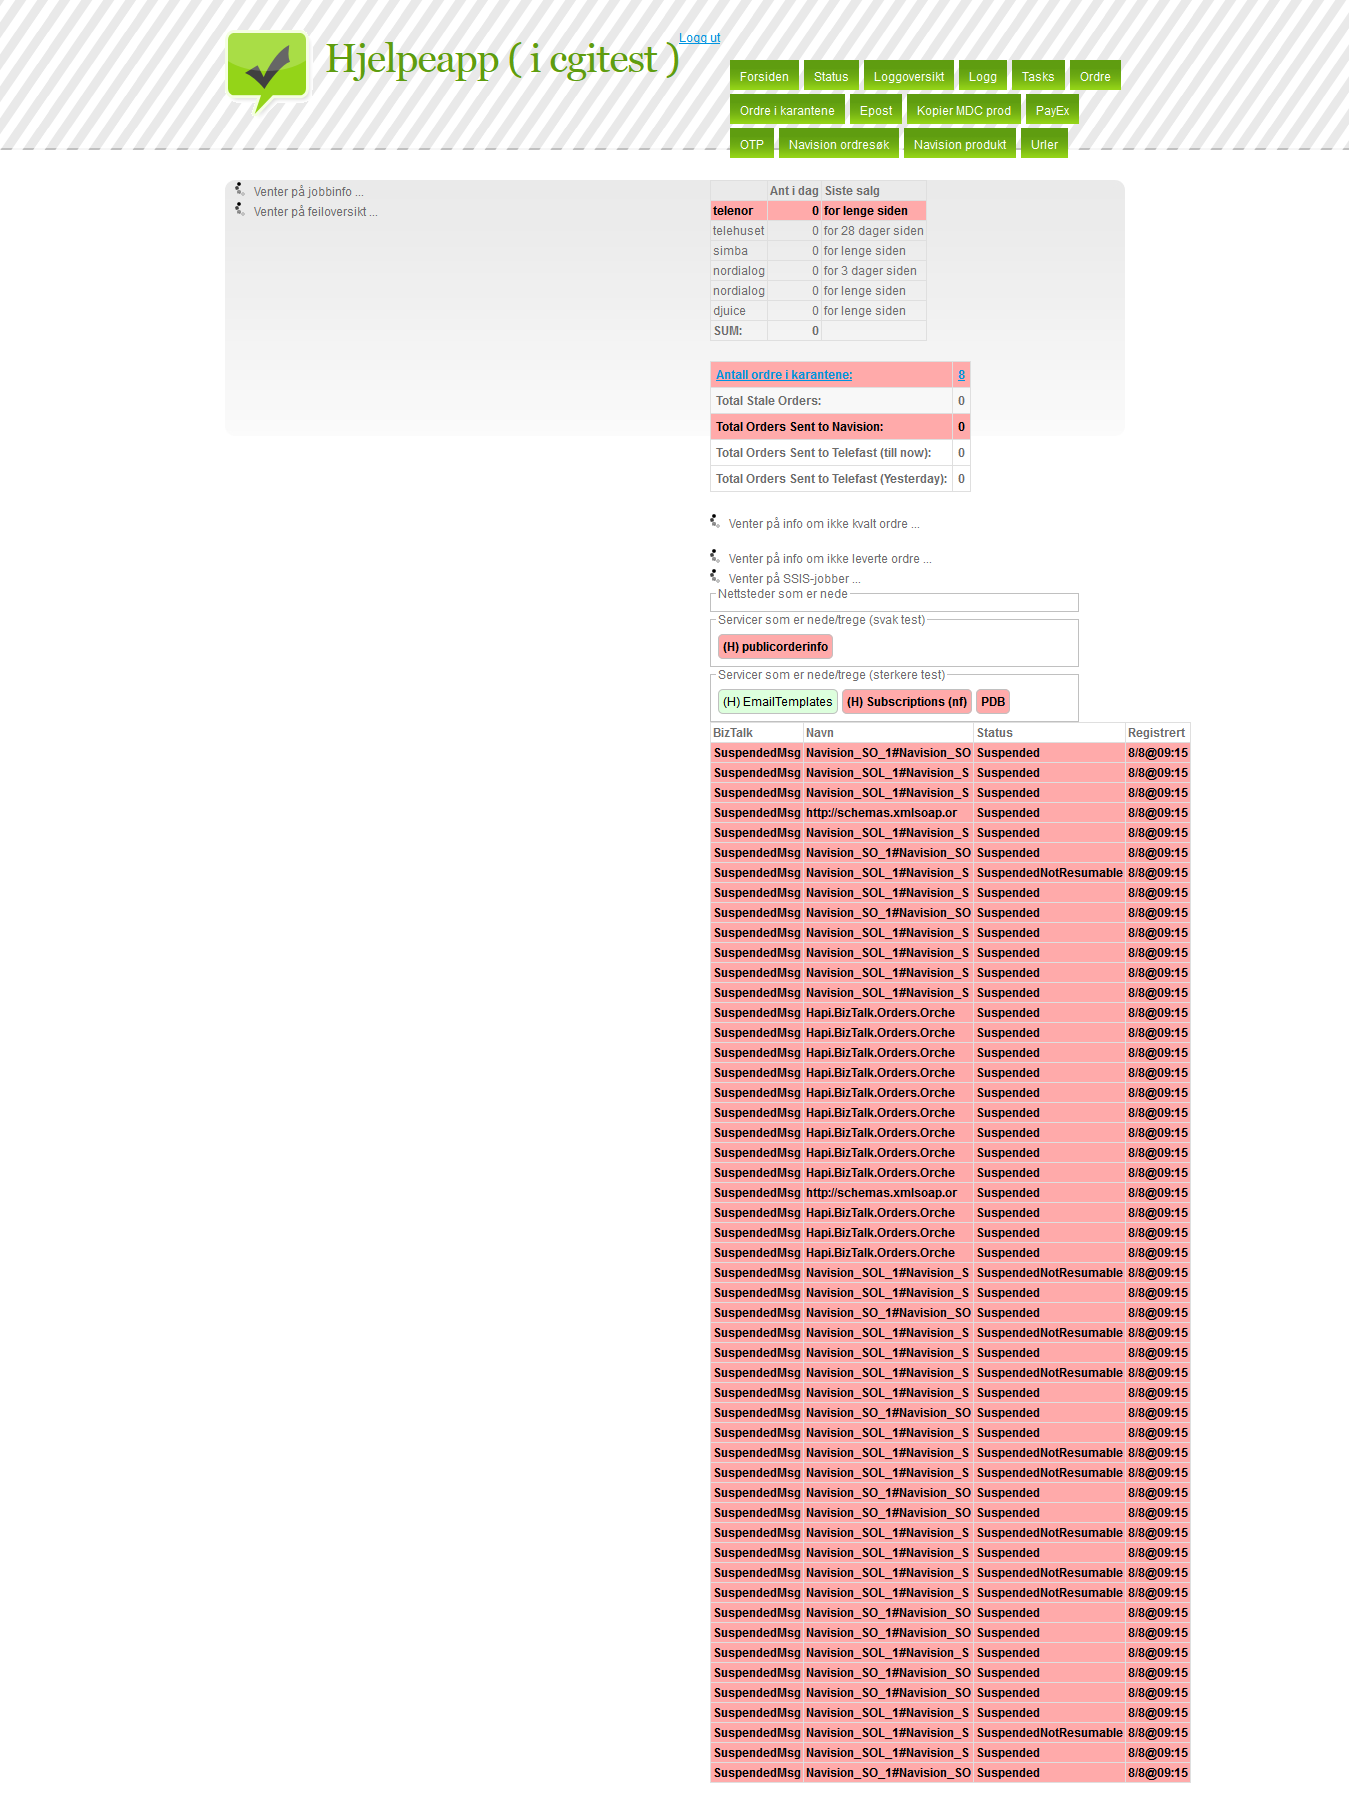 Hjelpeapp ( i cgitest )
Logg ut
Forsiden Status Loggoversikt Logg Tasks Ordre
Ordre i karantene Epost Kopier MDC prod PayEx
OTP Navision ordresøk Navision produkt Urler
Venter på jobbinfo ...
Venter på feiloversikt ...
Ant i dag Siste salg
telenor 0 for lenge siden
telehuset 0 for 28 dager siden
simba 0 for lenge siden
nordialog 0 for 3 dager siden
nordialog 0 for lenge siden
djuice 0 for lenge siden
SUM: 0
Antall ordre i karantene: 8
Total Stale Orders: 0
Total Orders Sent to Navision: 0
Total Orders Sent to Telefast (till now): 0
Total Orders Sent to Telefast (Yesterday): 0
Venter på info om ikke kvalt ordre ...
Venter på info om ikke leverte ordre ...
Venter på SSIS-jobber ...
Nettsteder som er nede
Servicer som er nede/trege (svak test)
(H) publicorderinfo
Servicer som er nede/trege (sterkere test)
(H) EmailTemplates (H) Subscriptions (nf) PDB
BizTalk Navn Status Registrert
SuspendedMsg Navision_SO_1#Navision_SO Suspended 8/8@09:15
SuspendedMsg Navision_SOL_1#Navision_S Suspended 8/8@09:15
SuspendedMsg Navision_SOL_1#Navision_S Suspended 8/8@09:15
SuspendedMsg http://schemas.xmlsoap.or Suspended 8/8@09:15
SuspendedMsg Navision_SOL_1#Navision_S Suspended 8/8@09:15
SuspendedMsg Navision_SO_1#Navision_SO Suspended 8/8@09:15
SuspendedMsg Navision_SOL_1#Navision_S SuspendedNotResumable 8/8@09:15
SuspendedMsg Navision_SOL_1#Navision_S Suspended 8/8@09:15
SuspendedMsg Navision_SO_1#Navision_SO Suspended 8/8@09:15
SuspendedMsg Navision_SOL_1#Navision_S Suspended 8/8@09:15
SuspendedMsg Navision_SOL_1#Navision_S Suspended 8/8@09:15
SuspendedMsg Navision_SOL_1#Navision_S Suspended 8/8@09:15
SuspendedMsg Navision_SOL_1#Navision_S Suspended 8/8@09:15
SuspendedMsg Hapi.BizTalk.Orders.Orche Suspended 8/8@09:15
SuspendedMsg Hapi.BizTalk.Orders.Orche Suspended 8/8@09:15
SuspendedMsg Hapi.BizTalk.Orders.Orche Suspended 8/8@09:15
SuspendedMsg Hapi.BizTalk.Orders.Orche Suspended 8/8@09:15
SuspendedMsg Hapi.BizTalk.Orders.Orche Suspended 8/8@09:15
SuspendedMsg Hapi.BizTalk.Orders.Orche Suspended 8/8@09:15
SuspendedMsg Hapi.BizTalk.Orders.Orche Suspended 8/8@09:15
SuspendedMsg Hapi.BizTalk.Orders.Orche Suspended 8/8@09:15
SuspendedMsg Hapi.BizTalk.Orders.Orche Suspended 8/8@09:15
SuspendedMsg http://schemas.xmlsoap.or Suspended 8/8@09:15
SuspendedMsg Hapi.BizTalk.Orders.Orche Suspended 8/8@09:15
SuspendedMsg Hapi.BizTalk.Orders.Orche Suspended 8/8@09:15
SuspendedMsg Hapi.BizTalk.Orders.Orche Suspended 8/8@09:15
SuspendedMsg Navision_SOL_1#Navision_S SuspendedNotResumable 8/8@09:15
SuspendedMsg Navision_SOL_1#Navision_S Suspended 8/8@09:15
SuspendedMsg Navision_SO_1#Navision_SO Suspended 8/8@09:15
SuspendedMsg Navision_SOL_1#Navision_S SuspendedNotResumable 8/8@09:15
SuspendedMsg Navision_SOL_1#Navision_S Suspended 8/8@09:15
SuspendedMsg Navision_SOL_1#Navision_S SuspendedNotResumable 8/8@09:15
SuspendedMsg Navision_SOL_1#Navision_S Suspended 8/8@09:15
SuspendedMsg Navision_SO_1#Navision_SO Suspended 8/8@09:15
SuspendedMsg Navision_SOL_1#Navision_S Suspended 8/8@09:15
SuspendedMsg Navision_SOL_1#Navision_S SuspendedNotResumable 8/8@09:15
SuspendedMsg Navision_SOL_1#Navision_S SuspendedNotResumable 8/8@09:15
SuspendedMsg Navision_SO_1#Navision_SO Suspended 8/8@09:15
SuspendedMsg Navision_SO_1#Navision_SO Suspended 8/8@09:15
SuspendedMsg Navision_SOL_1#Navision_S SuspendedNotResumable 8/8@09:15
SuspendedMsg Navision_SOL_1#Navision_S Suspended 8/8@09:15
SuspendedMsg Navision_SOL_1#Navision_S SuspendedNotResumable 8/8@09:15
SuspendedMsg Navision_SOL_1#Navision_S SuspendedNotResumable 8/8@09:15
SuspendedMsg Navision_SO_1#Navision_SO Suspended 8/8@09:15
SuspendedMsg Navision_SO_1#Navision_SO Suspended 8/8@09:15
SuspendedMsg Navision_SOL_1#Navision_S Suspended 8/8@09:15
SuspendedMsg Navision_SO_1#Navision_SO Suspended 8/8@09:15
SuspendedMsg Navision_SO_1#Navision_SO Suspended 8/8@09:15
SuspendedMsg Navision_SOL_1#Navision_S Suspended 8/8@09:15
SuspendedMsg Navision_SOL_1#Navision_S SuspendedNotResumable 8/8@09:15
SuspendedMsg Navision_SOL_1#Navision_S Suspended 8/8@09:15
SuspendedMsg Navision_SO_1#Navision_SO Suspended 8/8@09:15